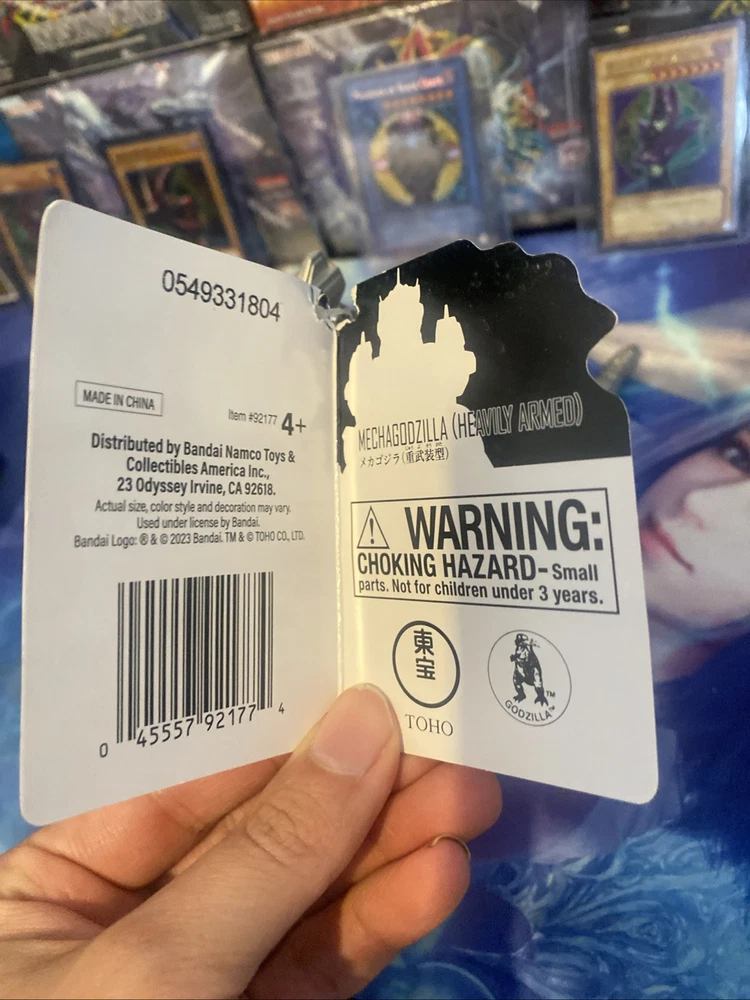 0549331804
MADE IN CHINA
Item #92177 4+
Distributed by Bandai Namco Toys &
Collectibles America Inc.,
23 Odyssey Irvine, CA 92618.
Actual size, color style and decoration may vary.
Used under license by Bandai.
Bandai Logo: ® & © 2023 Bandai. TM & © TOHO CO., LTD.
0 45557 92177 4
MECHAGODZILLA (HEAVILY ARMED)
メカゴジラ (重武装型)
WARNING:
CHOKING HAZARD - Small
parts. Not for children under 3 years.
東宝
TOHO
GODZILLA™
TM